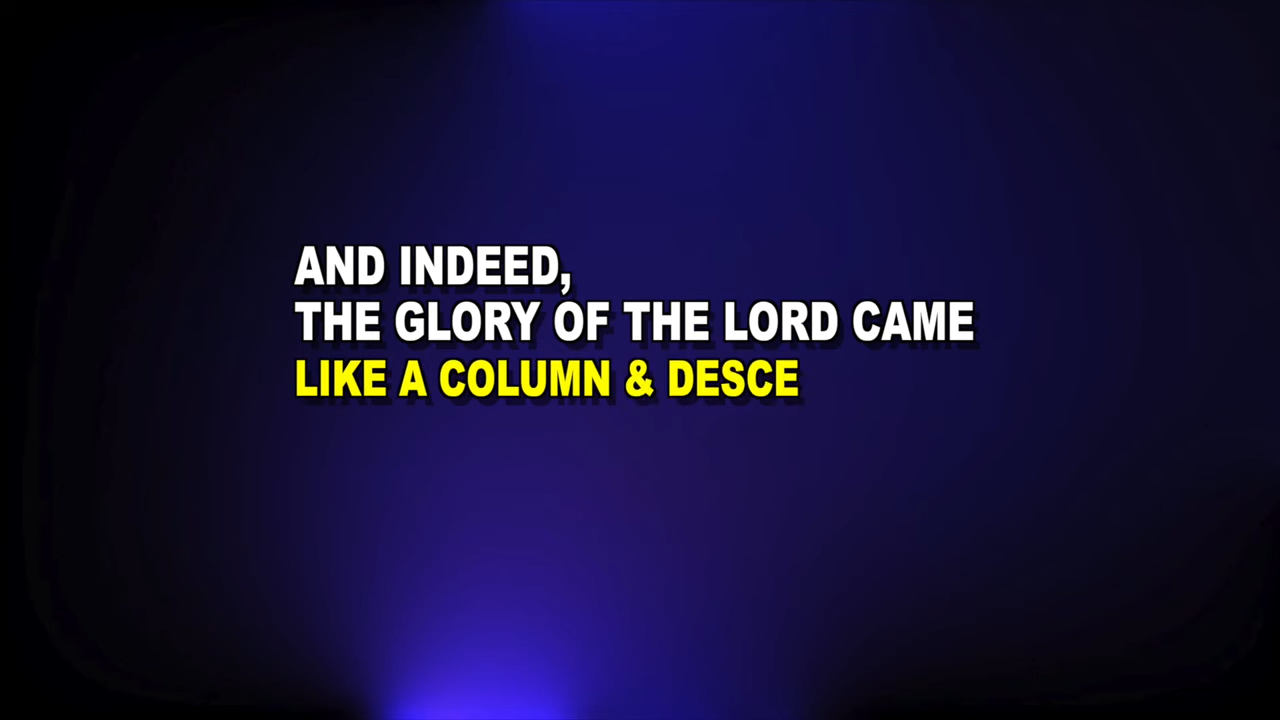 AND INDEED,
THE GLORY OF THE LORD CAME
LIKE A COLUMN & DESCE